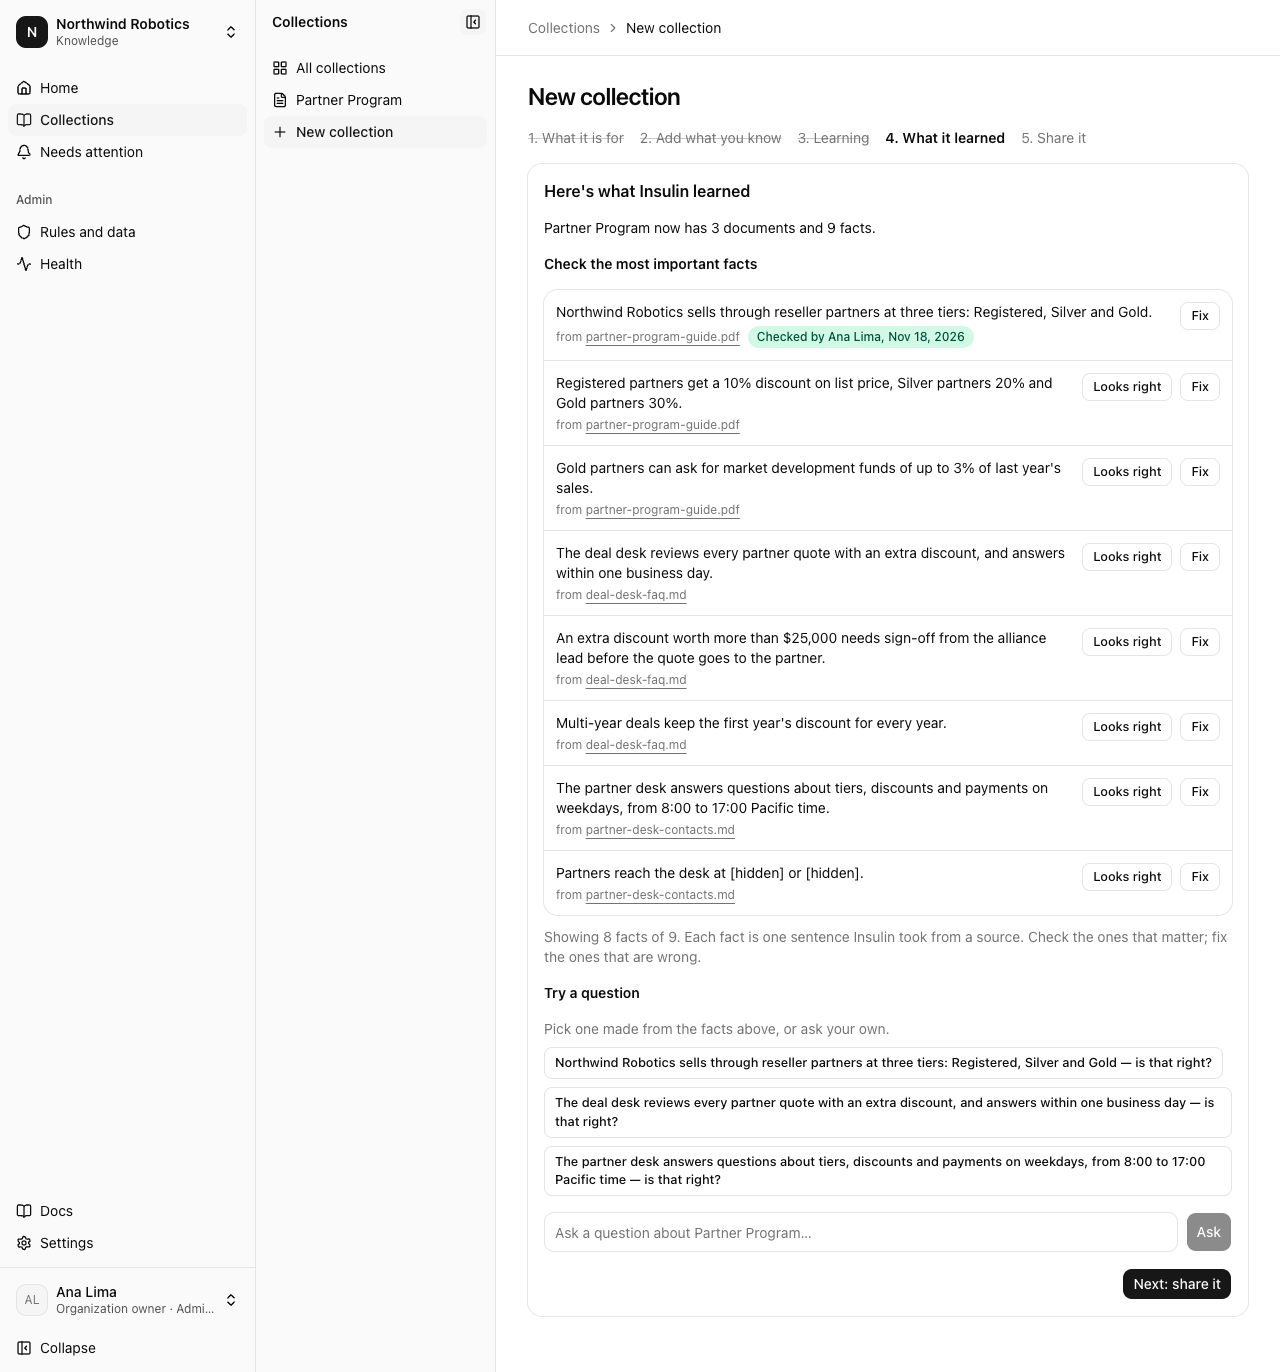 N
Northwind Robotics
Knowledge
Home
Collections
Needs attention
Admin
Rules and data
Health
Docs
Settings
AL
Ana Lima
Organization owner · Admi...
Collapse
Collections
All collections
Partner Program
New collection
Collections > New collection
New collection
1. What it is for 2. Add what you know 3. Learning 4. What it learned 5. Share it
Here's what Insulin learned
Partner Program now has 3 documents and 9 facts.
Check the most important facts
Northwind Robotics sells through reseller partners at three tiers: Registered, Silver and Gold. Fix
from partner-program-guide.pdf Checked by Ana Lima, Nov 18, 2026
Registered partners get a 10% discount on list price, Silver partners 20% and Looks right Fix
Gold partners 30%.
from partner-program-guide.pdf
Gold partners can ask for market development funds of up to 3% of last year's Looks right Fix
sales.
from partner-program-guide.pdf
The deal desk reviews every partner quote with an extra discount, and answers Looks right Fix
within one business day.
from deal-desk-faq.md
An extra discount worth more than $25,000 needs sign-off from the alliance Looks right Fix
lead before the quote goes to the partner.
from deal-desk-faq.md
Multi-year deals keep the first year's discount for every year. Looks right Fix
from deal-desk-faq.md
The partner desk answers questions about tiers, discounts and payments on Looks right Fix
weekdays, from 8:00 to 17:00 Pacific time.
from partner-desk-contacts.md
Partners reach the desk at [hidden] or [hidden]. Looks right Fix
from partner-desk-contacts.md
Showing 8 facts of 9. Each fact is one sentence Insulin took from a source. Check the ones that matter; fix
the ones that are wrong.
Try a question
Pick one made from the facts above, or ask your own.
Northwind Robotics sells through reseller partners at three tiers: Registered, Silver and Gold — is that right?
The deal desk reviews every partner quote with an extra discount, and answers within one business day — is
that right?
The partner desk answers questions about tiers, discounts and payments on weekdays, from 8:00 to 17:00
Pacific time — is that right?
Ask a question about Partner Program... Ask
Next: share it